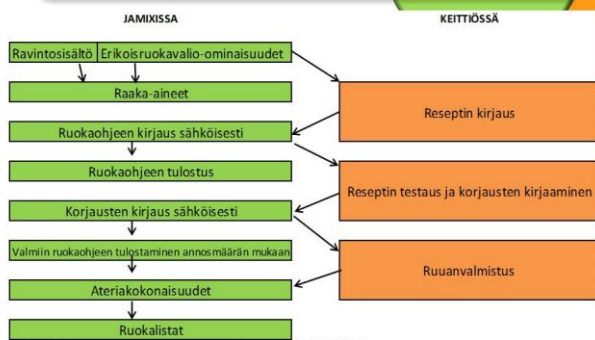 JAMIXISSA
KEITTIÖSSÄ
Ravintosisältö Erikoisruokavalio-ominaisuudet
Raaka-aineet
Reseptin kirjaus
Ruokaohjeen kirjaus sähköisesti
Ruokaohjeen tulostus
Reseptin testaus ja korjausten kirjaaminen
Korjausten kirjaus sähköisesti
Valmiin ruokaohjeen tulostaminen annosmäärän mukaan
Ruuanvalmistus
Ateriakokonaisuudet
Ruokalistat